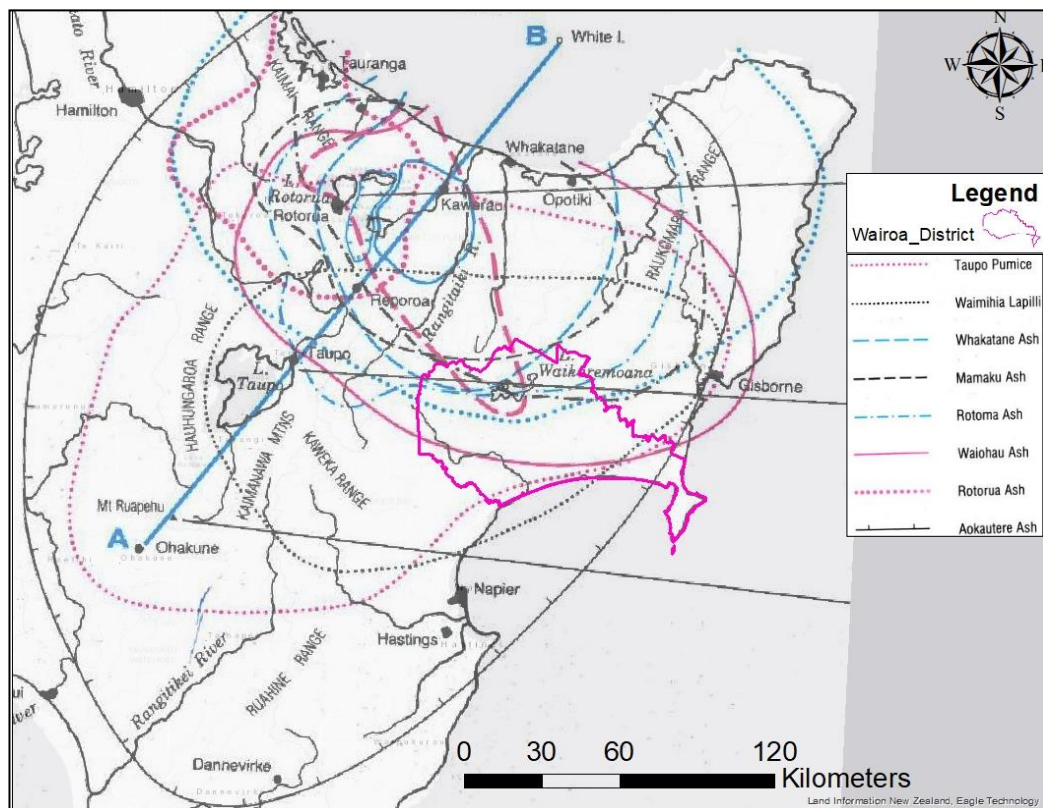 B
White I.
N
W
E
S
River
Hamilton
KAIMAI
RANGE
Tauranga
Whakatane
Opotiki
RAUKUMARA
RANGE
L.
Rotorua
Rotorua
Kawerau
Rangitaiki R.
Reporoa
HAUHUNGAROA RANGE
Taupo
L.
Taupo
L.
Waikaremoana
Gisborne
KAIMANAWA MTNS
KAWEKA RANGE
Mt Ruapehu
A
Ohakune
Napier
Hastings
Rangitikei River
RUAHINE RANGE
Dannevirke
Legend
Wairoa_District
Taupo Pumice
Waimihia Lapilli
Whakatane Ash
Mamaku Ash
Rotoma Ash
Waiohau Ash
Rotorua Ash
Aokautere Ash
0 30 60 120
Kilometers
Land Information New Zealand, Eagle Technology